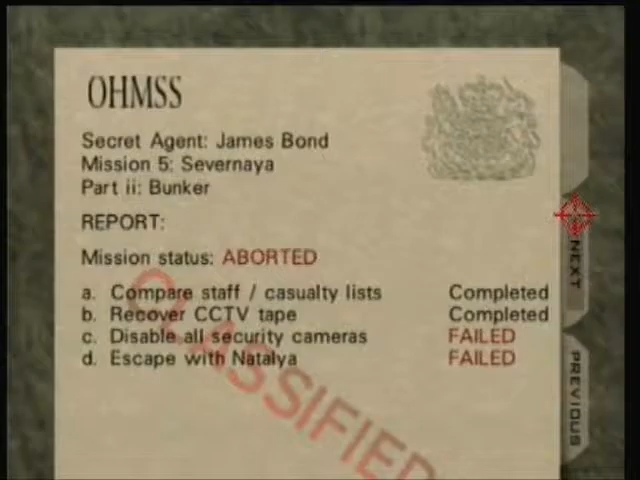 OHMSS
Secret Agent: James Bond
Mission 5: Severnaya
Part ii: Bunker
REPORT:
Mission status: ABORTED
a. Compare staff / casualty lists Completed
b. Recover CCTV tape Completed
c. Disable all security cameras FAILED
d. Escape with Natalya FAILED
CLASSIFIED
NEXT
PREVIOUS